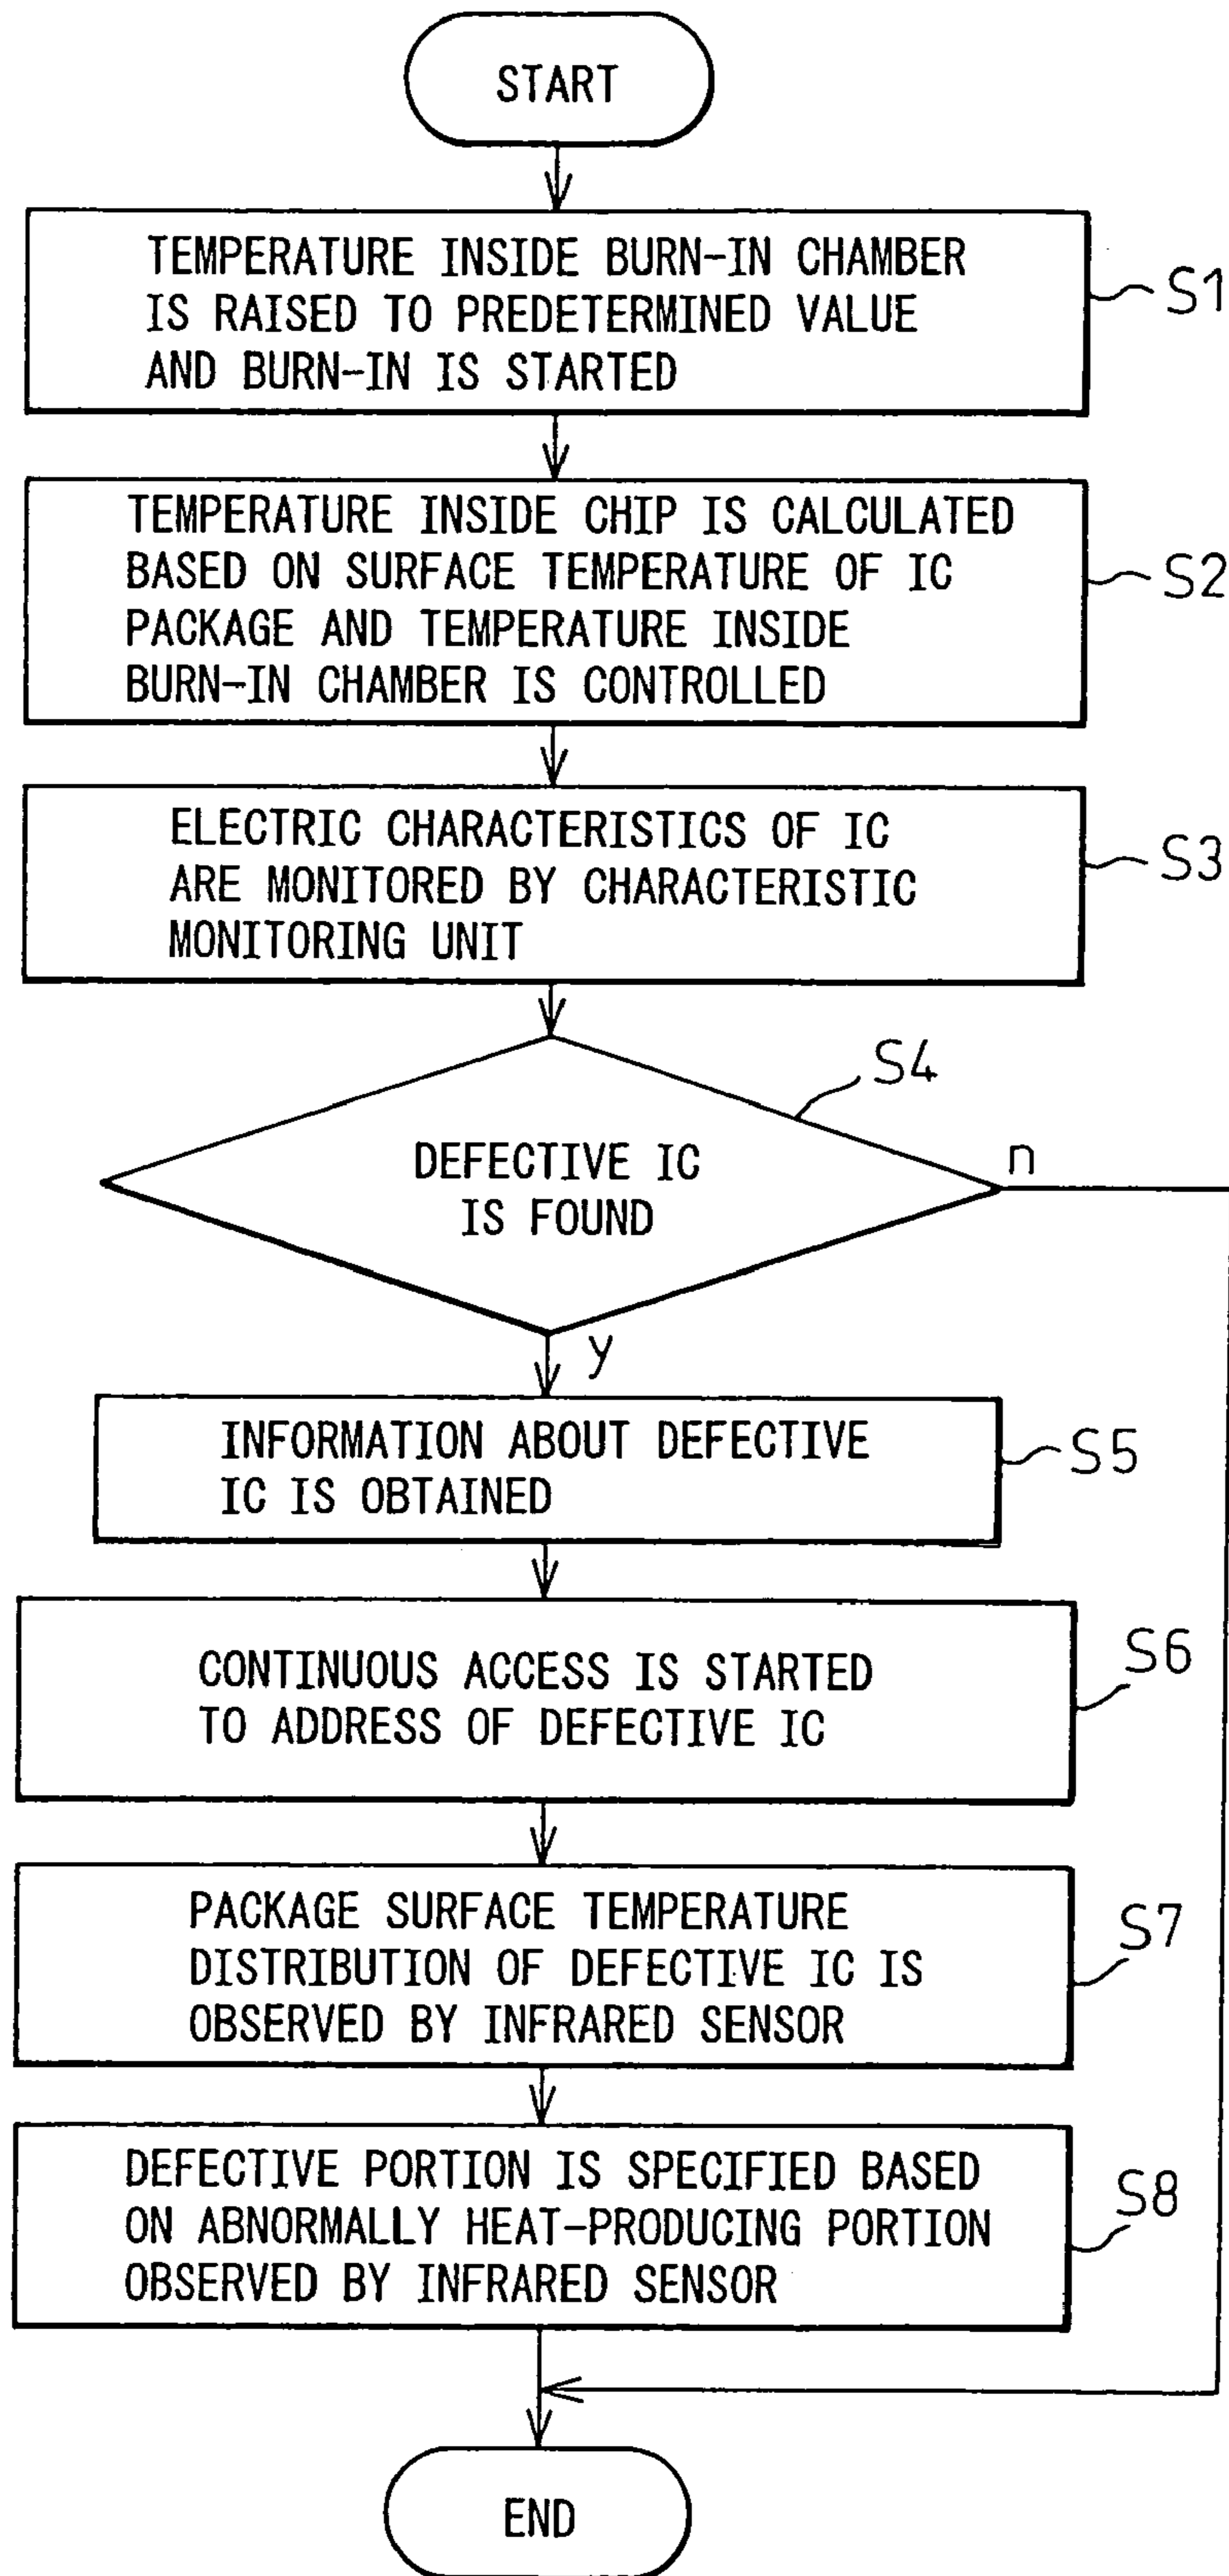 START
TEMPERATURE INSIDE BURN-IN CHAMBER
IS RAISED TO PREDETERMINED VALUE
AND BURN-IN IS STARTED
S1
TEMPERATURE INSIDE CHIP IS CALCULATED
BASED ON SURFACE TEMPERATURE OF IC
PACKAGE AND TEMPERATURE INSIDE
BURN-IN CHAMBER IS CONTROLLED
S2
ELECTRIC CHARACTERISTICS OF IC
ARE MONITORED BY CHARACTERISTIC
MONITORING UNIT
S3
S4
DEFECTIVE IC
IS FOUND
n
y
INFORMATION ABOUT DEFECTIVE
IC IS OBTAINED
S5
CONTINUOUS ACCESS IS STARTED
TO ADDRESS OF DEFECTIVE IC
S6
PACKAGE SURFACE TEMPERATURE
DISTRIBUTION OF DEFECTIVE IC IS
OBSERVED BY INFRARED SENSOR
S7
DEFECTIVE PORTION IS SPECIFIED BASED
ON ABNORMALLY HEAT-PRODUCING PORTION
OBSERVED BY INFRARED SENSOR
S8
END